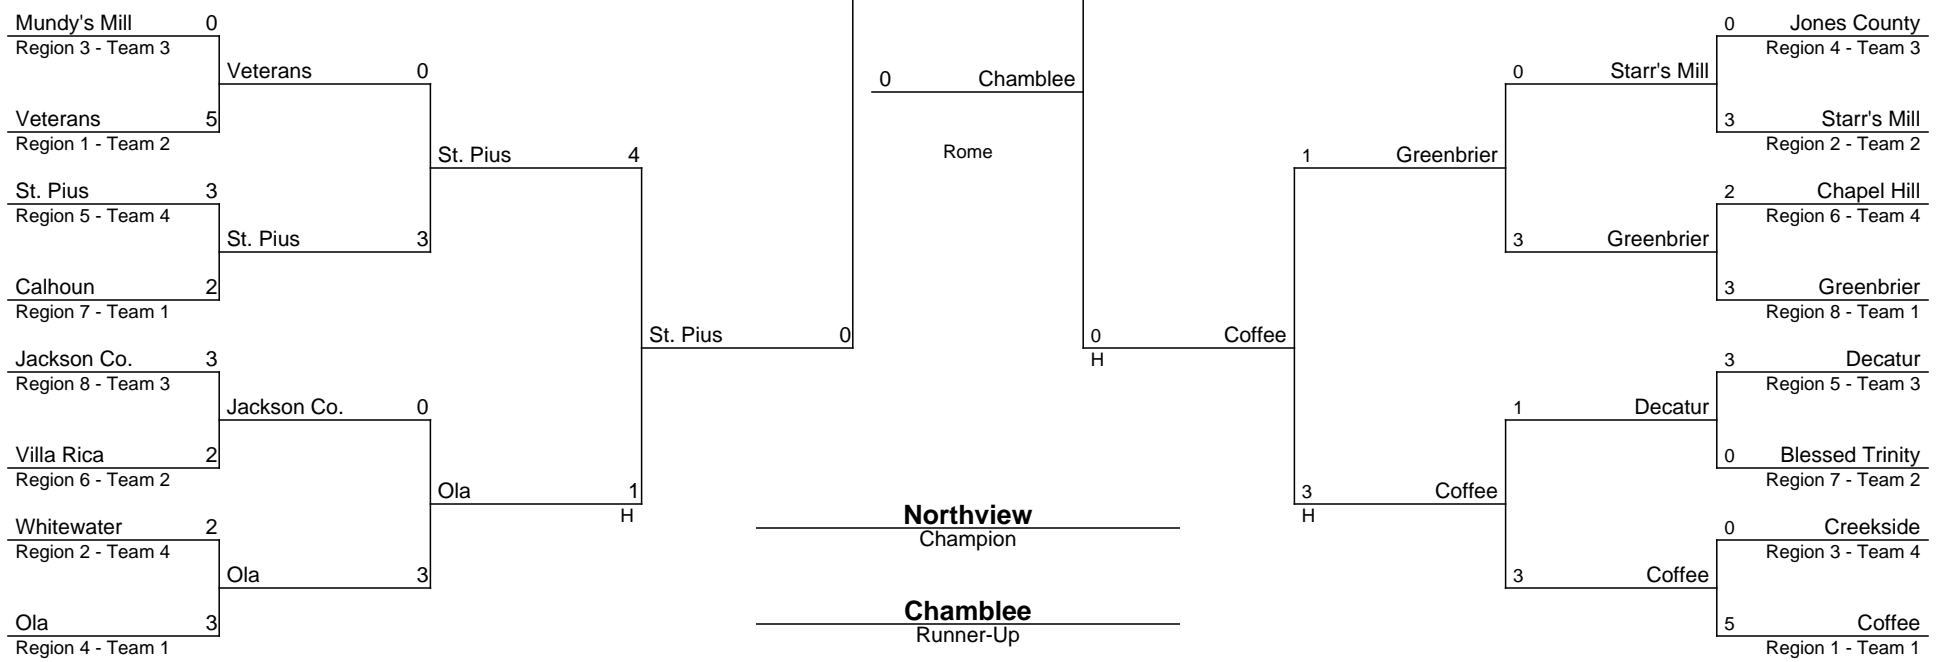 Mundy's Mill 0
Region 3 - Team 3
Veterans 0
Veterans 5
Region 1 - Team 2
St. Pius 4
St. Pius 3
Region 5 - Team 4
St. Pius 3
Calhoun 2
Region 7 - Team 1
St. Pius 0
Jackson Co. 3
Region 8 - Team 3
Jackson Co. 0
Villa Rica 2
Region 6 - Team 2
Ola 1
H
Whitewater 2
Region 2 - Team 4
Ola 3
Ola 3
Region 4 - Team 1
0 Chamblee
Rome
Northview
Champion
Chamblee
Runner-Up
0 Jones County
Region 4 - Team 3
0 Starr's Mill
3 Starr's Mill
Region 2 - Team 2
1 Greenbrier
2 Chapel Hill
Region 6 - Team 4
3 Greenbrier
3 Greenbrier
Region 8 - Team 1
0 Coffee
H
3 Decatur
Region 5 - Team 3
1 Decatur
0 Blessed Trinity
Region 7 - Team 2
3 Coffee
H
0 Creekside
Region 3 - Team 4
3 Coffee
5 Coffee
Region 1 - Team 1